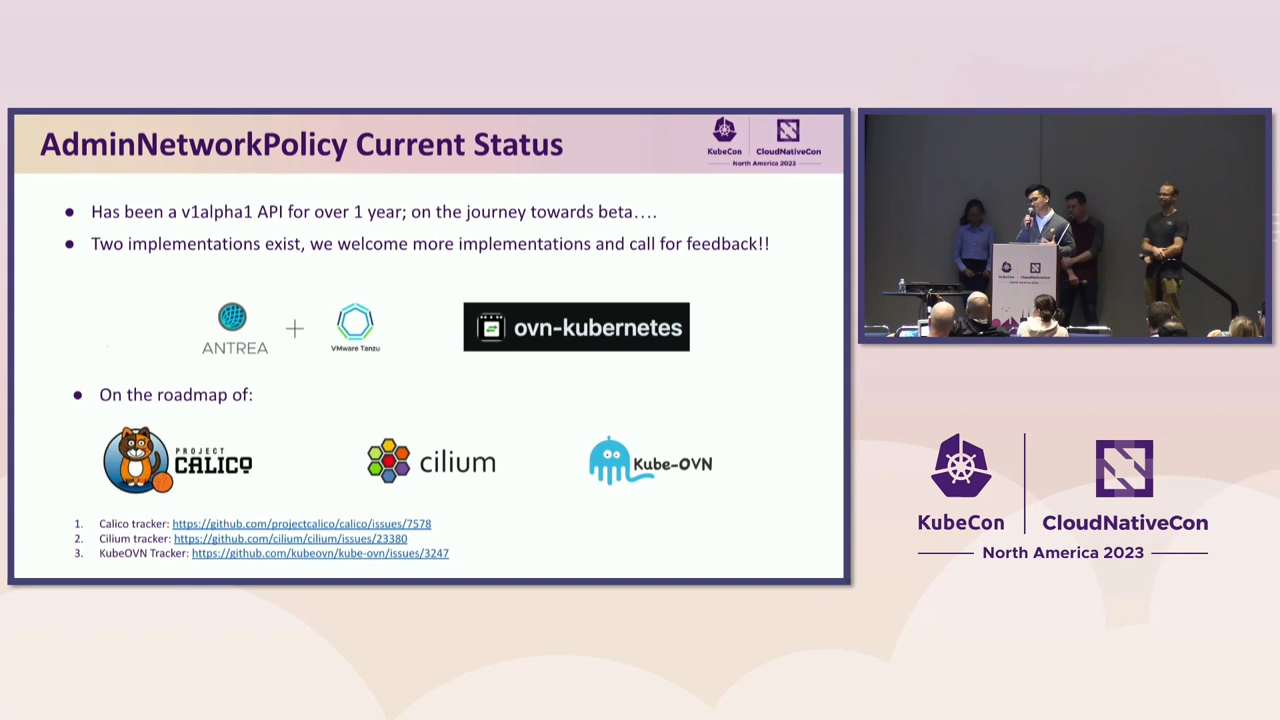 AdminNetworkPolicy Current Status
KubeCon CloudNativeCon
North America 2023
● Has been a v1alpha1 API for over 1 year; on the journey towards beta….
● Two implementations exist, we welcome more implementations and call for feedback!!
ANTREA + VMware Tanzu
ovn-kubernetes
● On the roadmap of:
PROJECT
CALICO
cilium
Kube-OVN
1. Calico tracker: https://github.com/projectcalico/calico/issues/7578
2. Cilium tracker: https://github.com/cilium/cilium/issues/23380
3. KubeOVN Tracker: https://github.com/kubeovn/kube-ovn/issues/3247
KubeCon CloudNativeCon
North America 2023